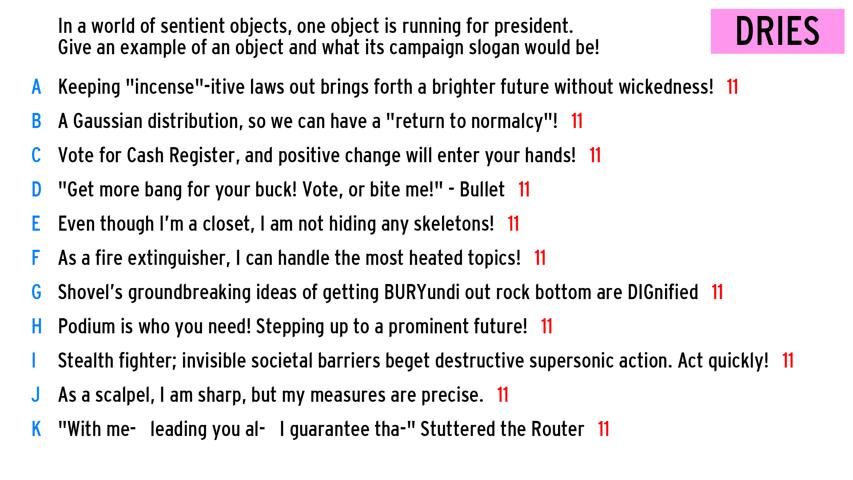 In a world of sentient objects, one object is running for president.
Give an example of an object and what its campaign slogan would be!
DRIES
A Keeping "incense"-itive laws out brings forth a brighter future without wickedness! 11
B A Gaussian distribution, so we can have a "return to normalcy"! 11
C Vote for Cash Register, and positive change will enter your hands! 11
D "Get more bang for your buck! Vote, or bite me!" - Bullet 11
E Even though I'm a closet, I am not hiding any skeletons! 11
F As a fire extinguisher, I can handle the most heated topics! 11
G Shovel's groundbreaking ideas of getting BURYundi out rock bottom are DIGnified 11
H Podium is who you need! Stepping up to a prominent future! 11
I Stealth fighter; invisible societal barriers beget destructive supersonic action. Act quickly! 11
J As a scalpel, I am sharp, but my measures are precise. 11
K "With me- leading you al- I guarantee tha-" Stuttered the Router 11